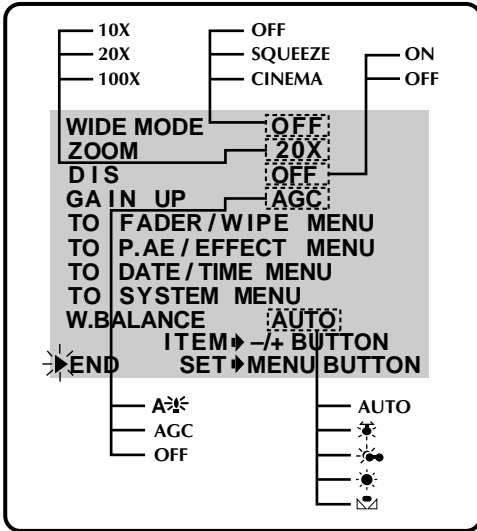 10X
20X
100X
OFF
SQUEEZE
CINEMA
ON
OFF
WIDE MODE OFF
ZOOM 20X
DIS OFF
GAIN UP AGC
TO FADER/WIPE MENU
TO P.AE/EFFECT MENU
TO DATE/TIME MENU
TO SYSTEM MENU
W.BALANCE AUTO
ITEM –/+ BUTTON
END SET MENU BUTTON
A
AGC
OFF
AUTO